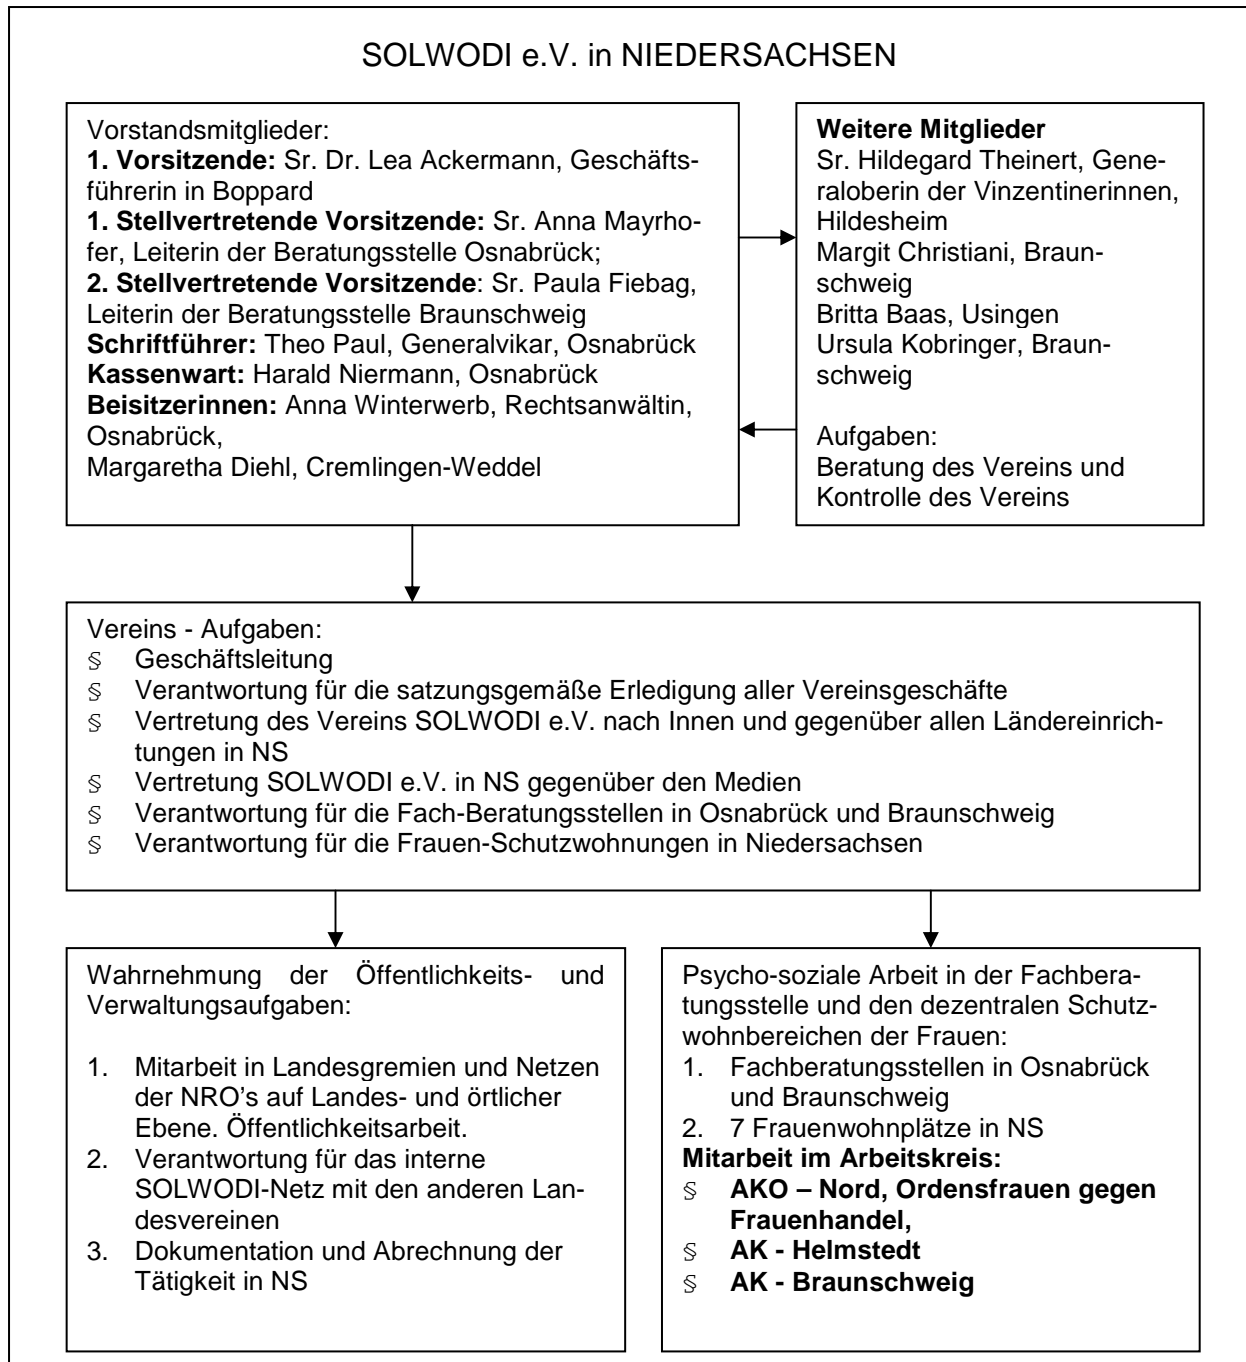 SOLWODI e.V. in NIEDERSACHSEN
Vorstandsmitglieder:
1. Vorsitzende: Sr. Dr. Lea Ackermann, Geschäfts-
führerin in Boppard
1. Stellvertretende Vorsitzende: Sr. Anna Mayrho-
fer, Leiterin der Beratungsstelle Osnabrück;
2. Stellvertretende Vorsitzende: Sr. Paula Fiebag,
Leiterin der Beratungsstelle Braunschweig
Schriftführer: Theo Paul, Generalvikar, Osnabrück
Kassenwart: Harald Niermann, Osnabrück
Beisitzerinnen: Anna Winterwerb, Rechtsanwältin,
Osnabrück,
Margaretha Diehl, Cremlingen-Weddel
Weitere Mitglieder
Sr. Hildegard Theinert, Gene-
raloberin der Vinzentinerinnen,
Hildesheim
Margit Christiani, Braun-
schweig
Britta Baas, Usingen
Ursula Kobringer, Braun-
schweig
Aufgaben:
Beratung des Vereins und
Kontrolle des Vereins
Vereins - Aufgaben:
§ Geschäftsleitung
§ Verantwortung für die satzungsgemäße Erledigung aller Vereinsgeschäfte
§ Vertretung des Vereins SOLWODI e.V. nach Innen und gegenüber allen Ländereinrich-
tungen in NS
§ Vertretung SOLWODI e.V. in NS gegenüber den Medien
§ Verantwortung für die Fach-Beratungsstellen in Osnabrück und Braunschweig
§ Verantwortung für die Frauen-Schutzwohnungen in Niedersachsen
Wahrnehmung der Öffentlichkeits- und
Verwaltungsaufgaben:
1. Mitarbeit in Landesgremien und Netzen
der NRO's auf Landes- und örtlicher
Ebene. Öffentlichkeitsarbeit.
2. Verantwortung für das interne
SOLWODI-Netz mit den anderen Lan-
desvereinen
3. Dokumentation und Abrechnung der
Tätigkeit in NS
Psycho-soziale Arbeit in der Fachbera-
tungsstelle und den dezentralen Schutz-
wohnbereichen der Frauen:
1. Fachberatungsstellen in Osnabrück
und Braunschweig
2. 7 Frauenwohnplätze in NS
Mitarbeit im Arbeitskreis:
§ AKO – Nord, Ordensfrauen gegen
Frauenhandel,
§ AK - Helmstedt
§ AK - Braunschweig